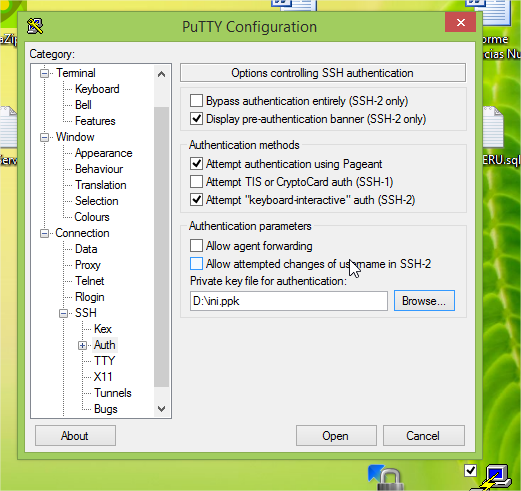 aZip
PuTTY Configuration
orme
cias Nu
Category:
Terminal
Keyboard
Bell
Features
Window
Appearance
Behaviour
Translation
Selection
Colours
Connection
Data
Proxy
Telnet
Rlogin
SSH
Kex
Auth
TTY
X11
Tunnels
Bugs
Options controlling SSH authentication
Bypass authentication entirely (SSH-2 only)
Display pre-authentication banner (SSH-2 only)
Authentication methods
Attempt authentication using Pageant
Attempt TIS or CryptoCard auth (SSH-1)
Attempt "keyboard-interactive" auth (SSH-2)
Authentication parameters
Allow agent forwarding
Allow attempted changes of username in SSH-2
Private key file for authentication:
D:\ini.ppk
Browse...
About
Open
Cancel
erv
ERU.sql